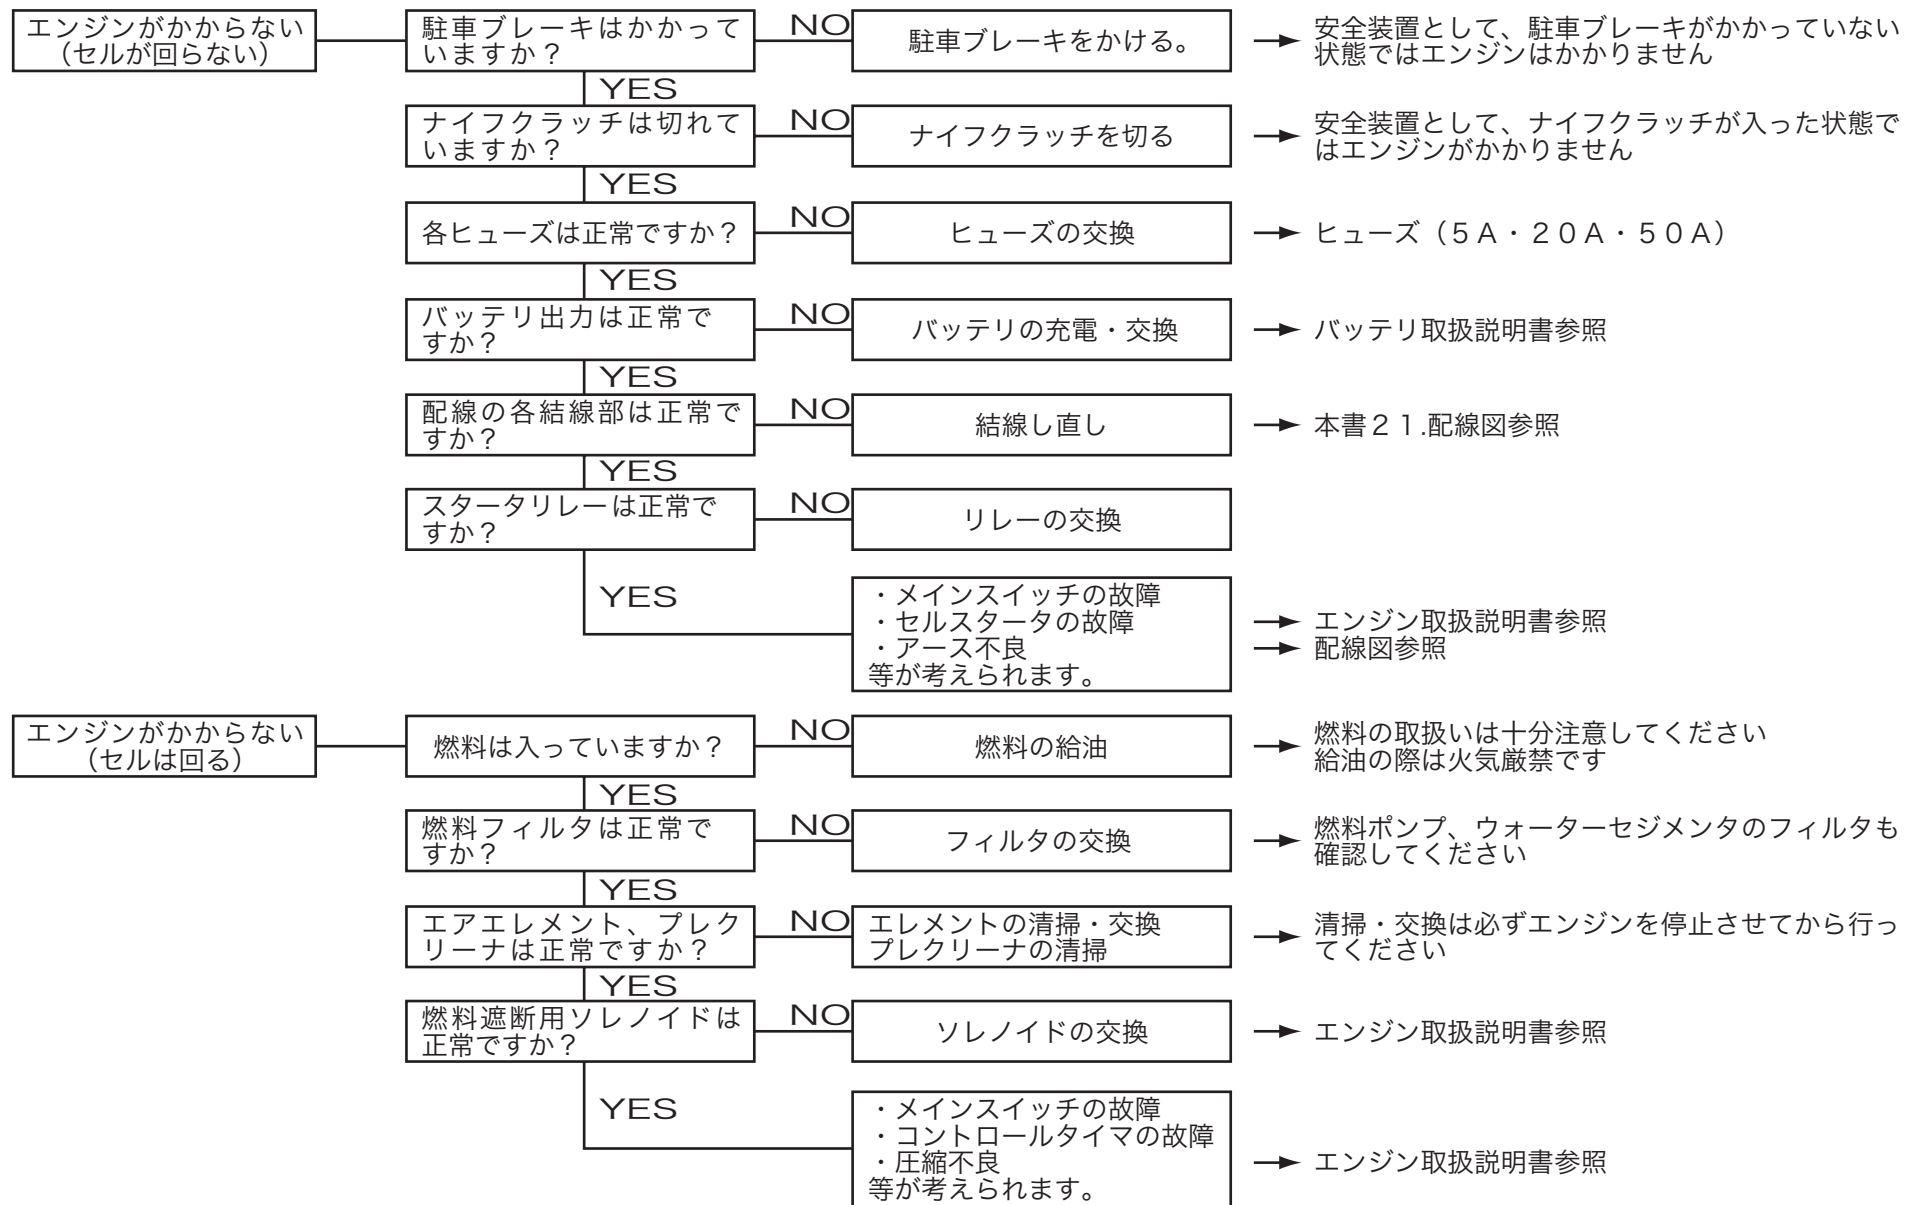 エンジンがかからない
（セルが回らない）
駐車ブレーキはかかって
いますか？
NO
駐車ブレーキをかける。
安全装置として、駐車ブレーキがかかっていない
状態ではエンジンはかかりません
YES
ナイフクラッチは切れて
いますか？
NO
ナイフクラッチを切る
安全装置として、ナイフクラッチが入った状態で
はエンジンがかかりません
YES
各ヒューズは正常ですか？
NO
ヒューズの交換
ヒューズ（５Ａ・２０Ａ・５０Ａ）
YES
バッテリ出力は正常で
すか？
NO
バッテリの充電・交換
バッテリ取扱説明書参照
YES
配線の各結線部は正常で
すか？
NO
結線し直し
本書２１.配線図参照
YES
スタータリレーは正常で
すか？
NO
リレーの交換
YES
・メインスイッチの故障
・セルスタータの故障
・アース不良
等が考えられます。
エンジン取扱説明書参照
配線図参照
エンジンがかからない
（セルは回る）
燃料は入っていますか？
NO
燃料の給油
燃料の取扱いは十分注意してください
給油の際は火気厳禁です
YES
燃料フィルタは正常で
すか？
NO
フィルタの交換
燃料ポンプ、ウォーターセジメンタのフィルタも
確認してください
YES
エアエレメント、プレク
リーナは正常ですか？
NO
エレメントの清掃・交換
プレクリーナの清掃
清掃・交換は必ずエンジンを停止させてから行っ
てください
YES
燃料遮断用ソレノイドは
正常ですか？
NO
ソレノイドの交換
エンジン取扱説明書参照
YES
・メインスイッチの故障
・コントロールタイマの故障
・圧縮不良
等が考えられます。
エンジン取扱説明書参照